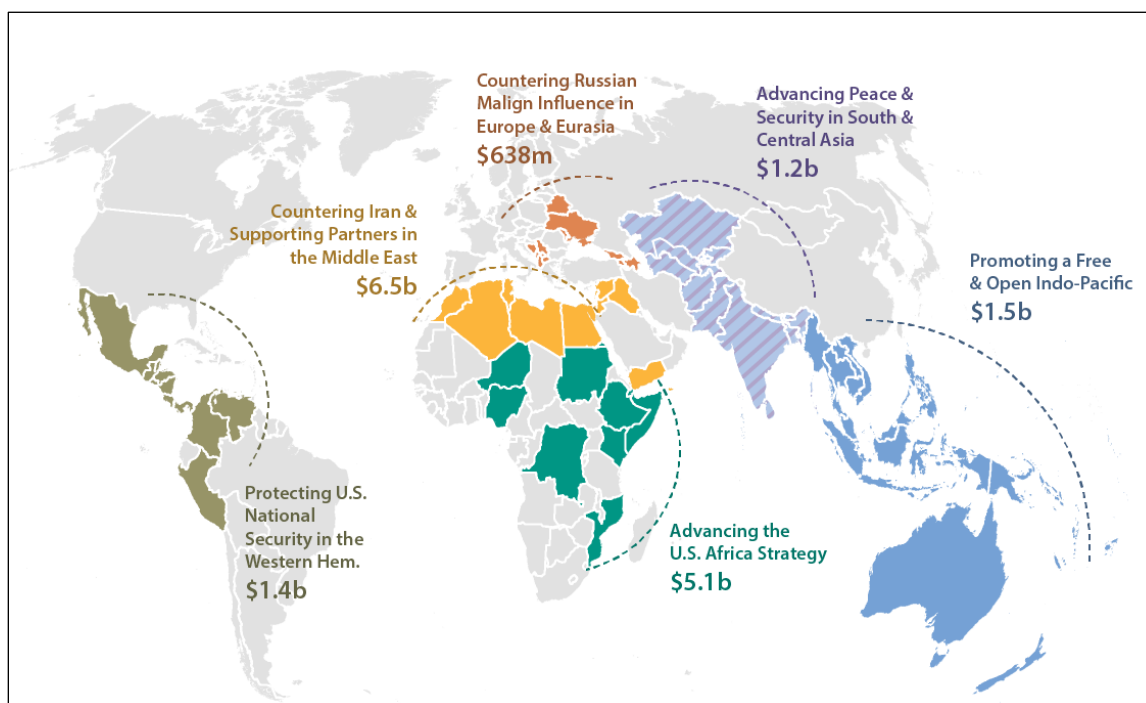 Countering Russian
Malign Influence in
Europe & Eurasia
$638m
Advancing Peace &
Security in South &
Central Asia
$1.2b
Countering Iran &
Supporting Partners in
the Middle East
$6.5b
Promoting a Free
& Open Indo-Pacific
$1.5b
Protecting U.S.
National
Security in the
Western Hem.
$1.4b
Advancing the
U.S. Africa Strategy
$5.1b